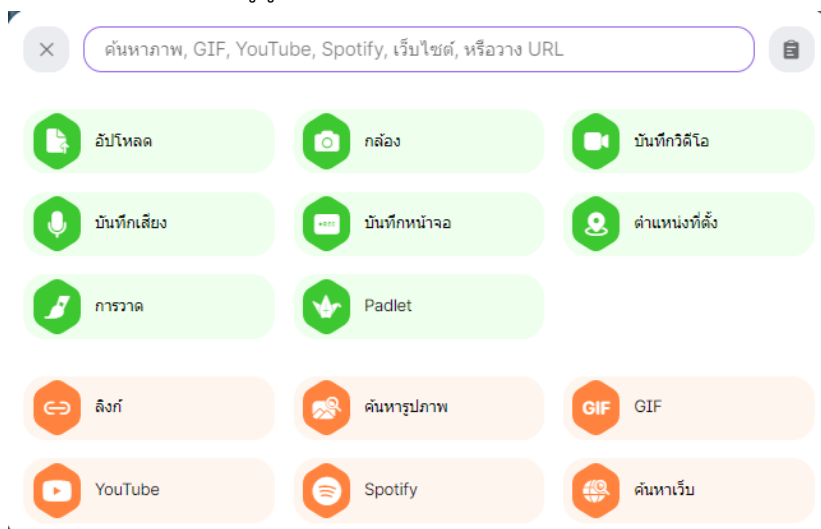 ค้นหาภาพ, GIF, YouTube, Spotify, เว็บไซต์, หรือวาง URL
อัปโหลด กล้อง บันทึกวิดีโอ
บันทึกเสียง บันทึกหน้าจอ ตำแหน่งที่ตั้ง
การวาด Padlet
ลิงก์ ค้นหารูปภาพ GIF GIF
YouTube Spotify ค้นหาเว็บ